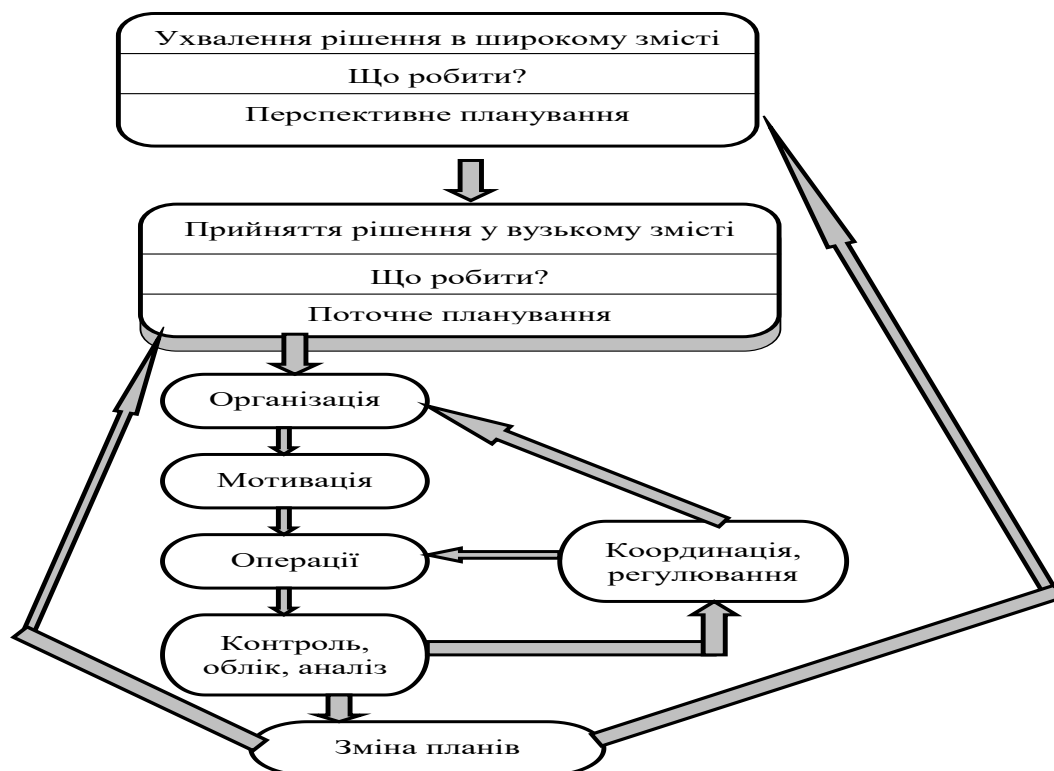 Ухвалення рішення в широкому змісті
Що робити?
Перспективне планування
Прийняття рішення у вузькому змісті
Що робити?
Поточне планування
Організація
Мотивація
Операції
Координація,
регулювання
Контроль,
облік, аналіз
Зміна планів